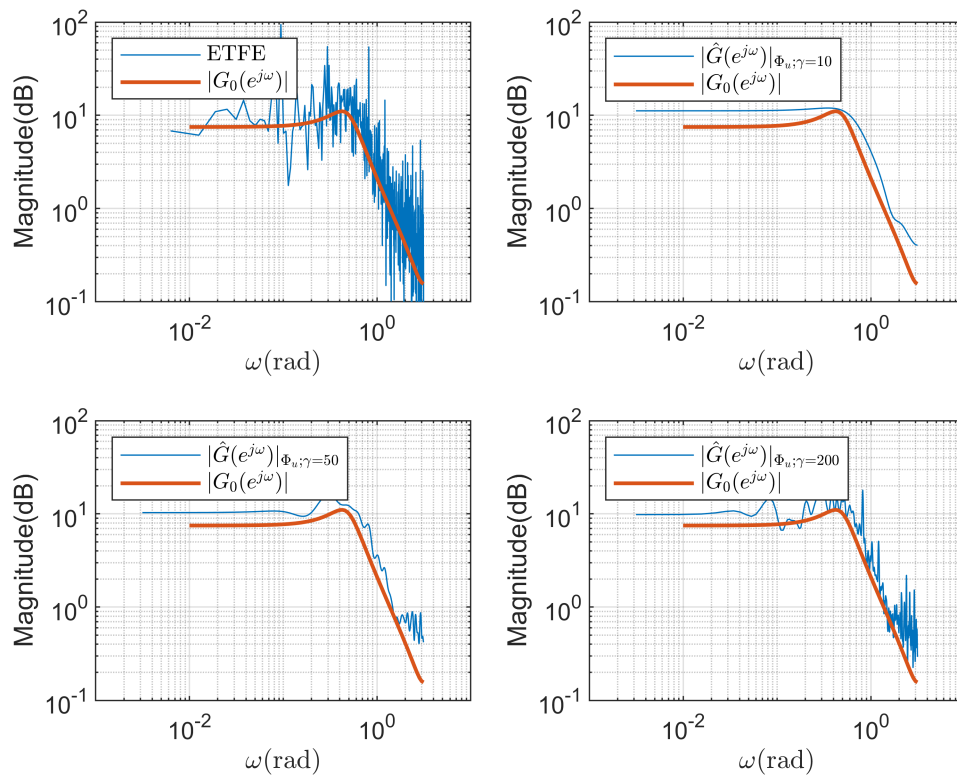 10^2
ETFE
|G_0(e^{jω})|
10^1
10^0
10^{-1}
Magnitude(dB)
10^{-2}
10^0
ω(rad)
10^2
|Ĝ(e^{jω})|_{Φ_u;γ=10}
|G_0(e^{jω})|
10^1
10^0
10^{-1}
Magnitude(dB)
10^{-2}
10^0
ω(rad)
10^2
|Ĝ(e^{jω})|_{Φ_u;γ=50}
|G_0(e^{jω})|
10^1
10^0
10^{-1}
Magnitude(dB)
10^{-2}
10^0
ω(rad)
10^2
|Ĝ(e^{jω})|_{Φ_u;γ=200}
|G_0(e^{jω})|
10^1
10^0
10^{-1}
Magnitude(dB)
10^{-2}
10^0
ω(rad)